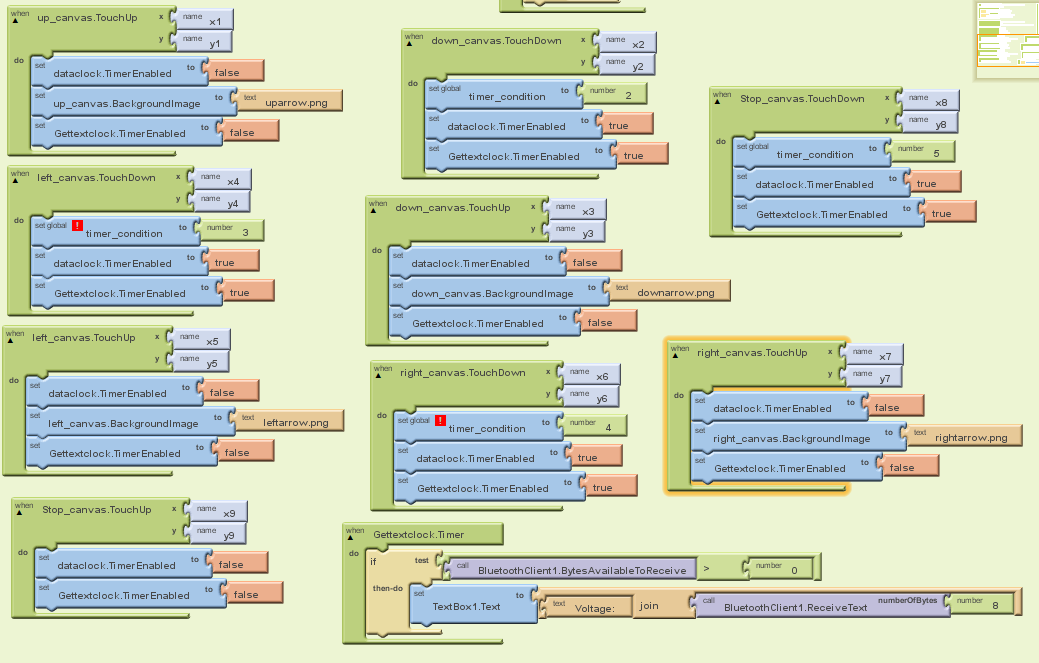 when up_canvas.TouchUp x name x1
y name y1
do set dataclock.TimerEnabled to false
set up_canvas.BackgroundImage to text uparrow.png
set Gettextclock.TimerEnabled to false
when left_canvas.TouchDown x name x4
y name y4
do set global ! timer_condition to number 3
set dataclock.TimerEnabled to true
set Gettextclock.TimerEnabled to true
when left_canvas.TouchUp x name x5
y name y5
do set dataclock.TimerEnabled to false
set left_canvas.BackgroundImage to text leftarrow.png
set Gettextclock.TimerEnabled to false
when Stop_canvas.TouchUp x name x9
y name y9
do set dataclock.TimerEnabled to false
set Gettextclock.TimerEnabled to false
when down_canvas.TouchDown x name x2
y name y2
do set global timer_condition to number 2
set dataclock.TimerEnabled to true
set Gettextclock.TimerEnabled to true
when down_canvas.TouchUp x name x3
y name y3
do set dataclock.TimerEnabled to false
set down_canvas.BackgroundImage to text downarrow.png
set Gettextclock.TimerEnabled to false
when right_canvas.TouchDown x name x6
y name y6
do set global ! timer_condition to number 4
set dataclock.TimerEnabled to true
set Gettextclock.TimerEnabled to true
when Gettextclock.Timer
do if test call BluetoothClient1.BytesAvailableToReceive > number 0
then-do set TextBox1.Text to text Voltage: join call BluetoothClient1.ReceiveText numberOfBytes number 8
when Stop_canvas.TouchDown x name x8
y name y8
do set global timer_condition to number 5
set dataclock.TimerEnabled to true
set Gettextclock.TimerEnabled to true
when right_canvas.TouchUp x name x7
y name y7
do set dataclock.TimerEnabled to false
set right_canvas.BackgroundImage to text rightarrow.png
set Gettextclock.TimerEnabled to false